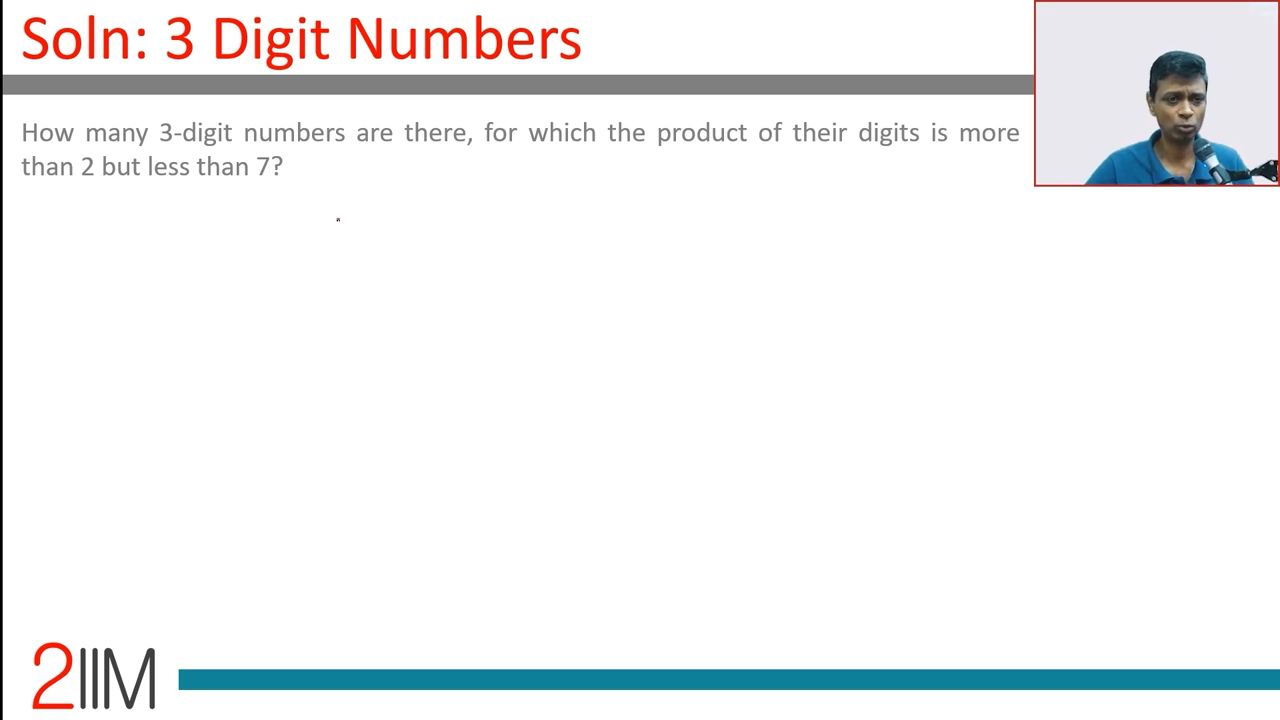 Soln: 3 Digit Numbers
How many 3-digit numbers are there, for which the product of their digits is more
than 2 but less than 7?
2IIM